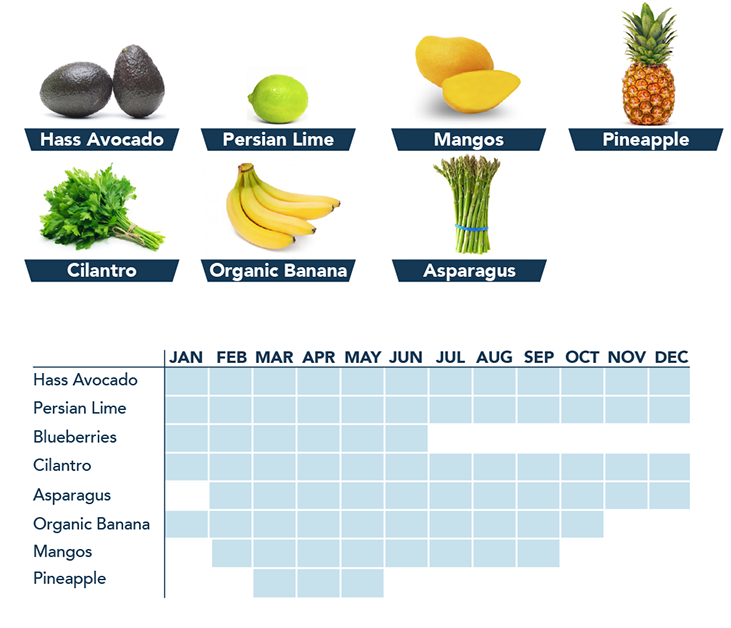 Hass Avocado Persian Lime Mangos Pineapple
Cilantro Organic Banana Asparagus
JAN FEB MAR APR MAY JUN JUL AUG SEP OCT NOV DEC
Hass Avocado
Persian Lime
Blueberries
Cilantro
Asparagus
Organic Banana
Mangos
Pineapple